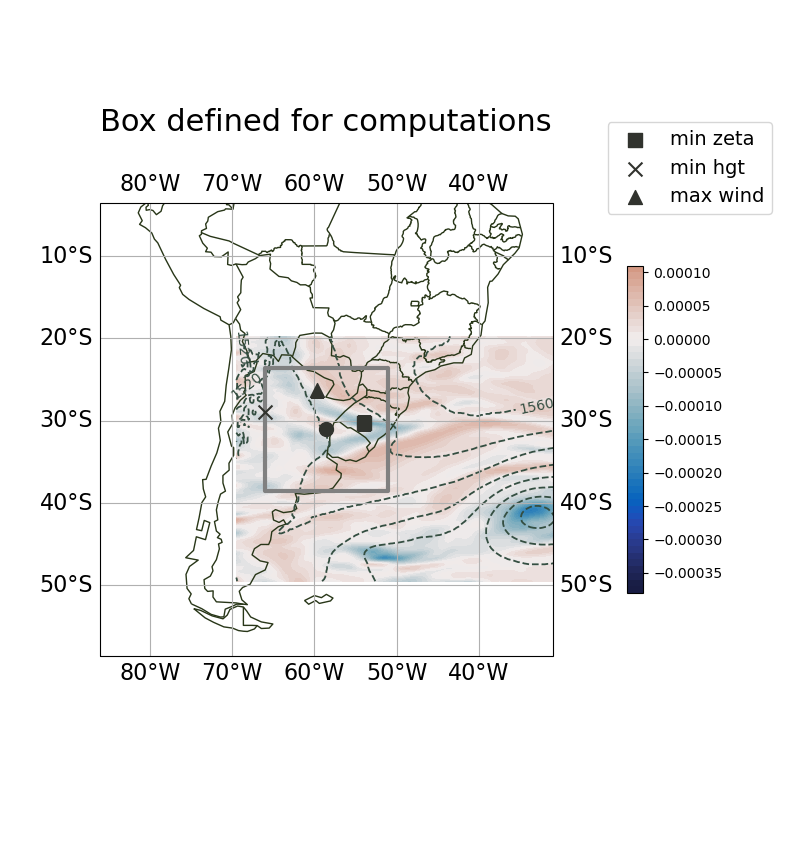 Box defined for computations
min zeta
min hgt
max wind
80°W 70°W 60°W 50°W 40°W
10°S 10°S
20°S 20°S
30°S 30°S
40°S 40°S
50°S 50°S
80°W 70°W 60°W 50°W 40°W
1560
0.00010
0.00005
0.00000
−0.00005
−0.00010
−0.00015
−0.00020
−0.00025
−0.00030
−0.00035